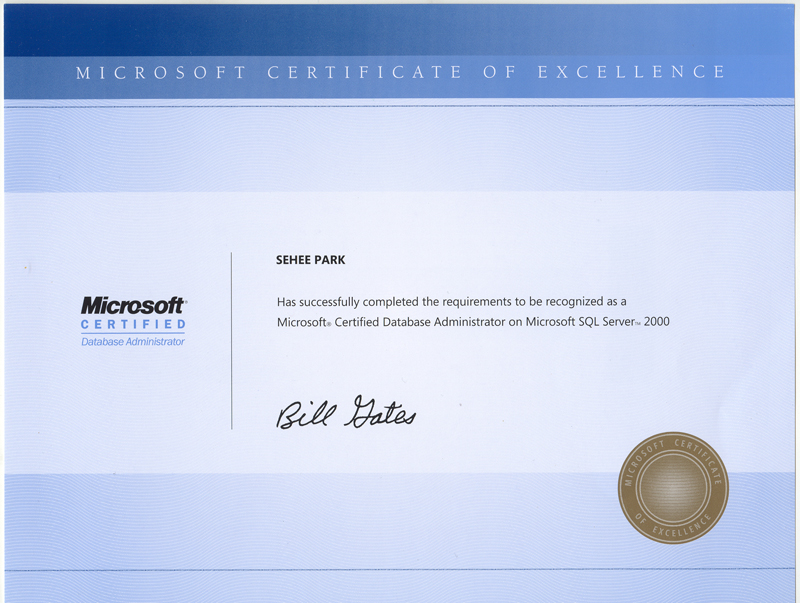 MICROSOFT CERTIFICATE OF EXCELLENCE
SEHEE PARK
Has successfully completed the requirements to be recognized as a
Microsoft® Certified Database Administrator on Microsoft SQL Server™ 2000
Microsoft®
CERTIFIED
Database Administrator
Bill Gates
MICROSOFT CERTIFICATE
OF EXCELLENCE